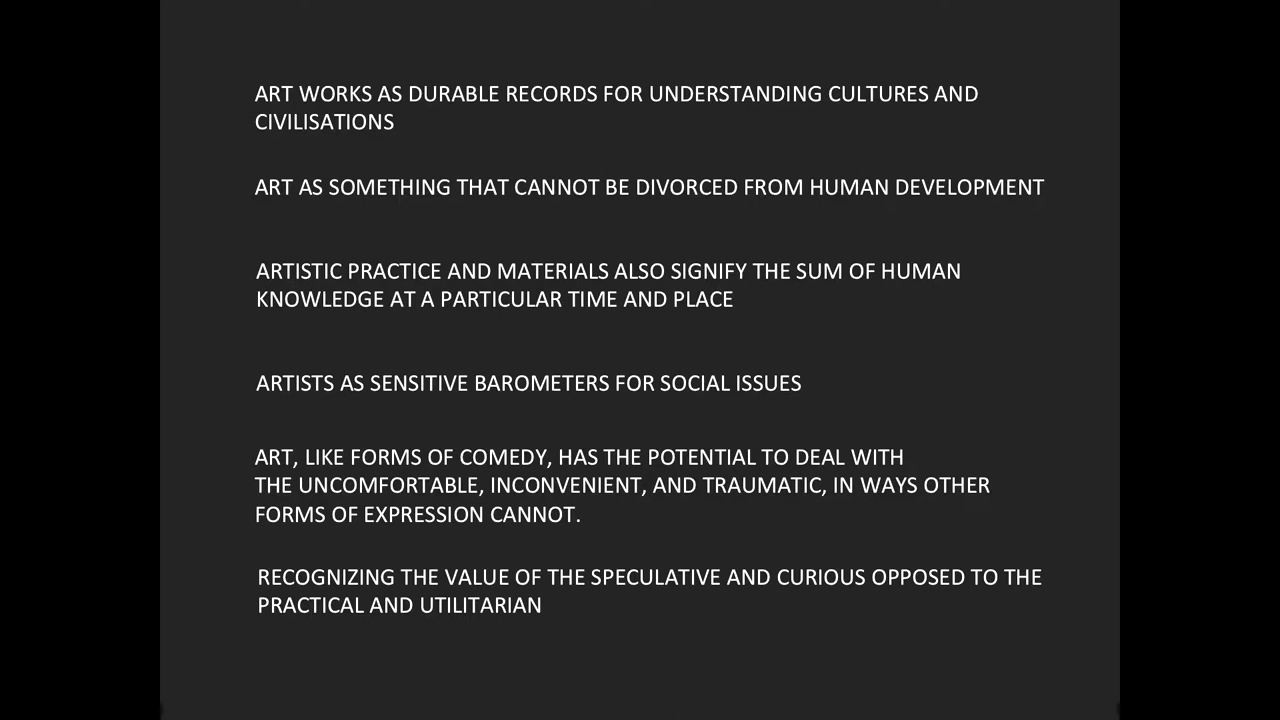 ART WORKS AS DURABLE RECORDS FOR UNDERSTANDING CULTURES AND
CIVILISATIONS
ART AS SOMETHING THAT CANNOT BE DIVORCED FROM HUMAN DEVELOPMENT
ARTISTIC PRACTICE AND MATERIALS ALSO SIGNIFY THE SUM OF HUMAN
KNOWLEDGE AT A PARTICULAR TIME AND PLACE
ARTISTS AS SENSITIVE BAROMETERS FOR SOCIAL ISSUES
ART, LIKE FORMS OF COMEDY, HAS THE POTENTIAL TO DEAL WITH
THE UNCOMFORTABLE, INCONVENIENT, AND TRAUMATIC, IN WAYS OTHER
FORMS OF EXPRESSION CANNOT.
RECOGNIZING THE VALUE OF THE SPECULATIVE AND CURIOUS OPPOSED TO THE
PRACTICAL AND UTILITARIAN